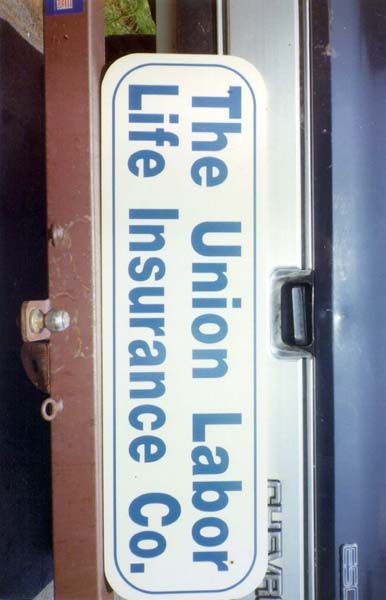 The Union Labor
Life Insurance Co.